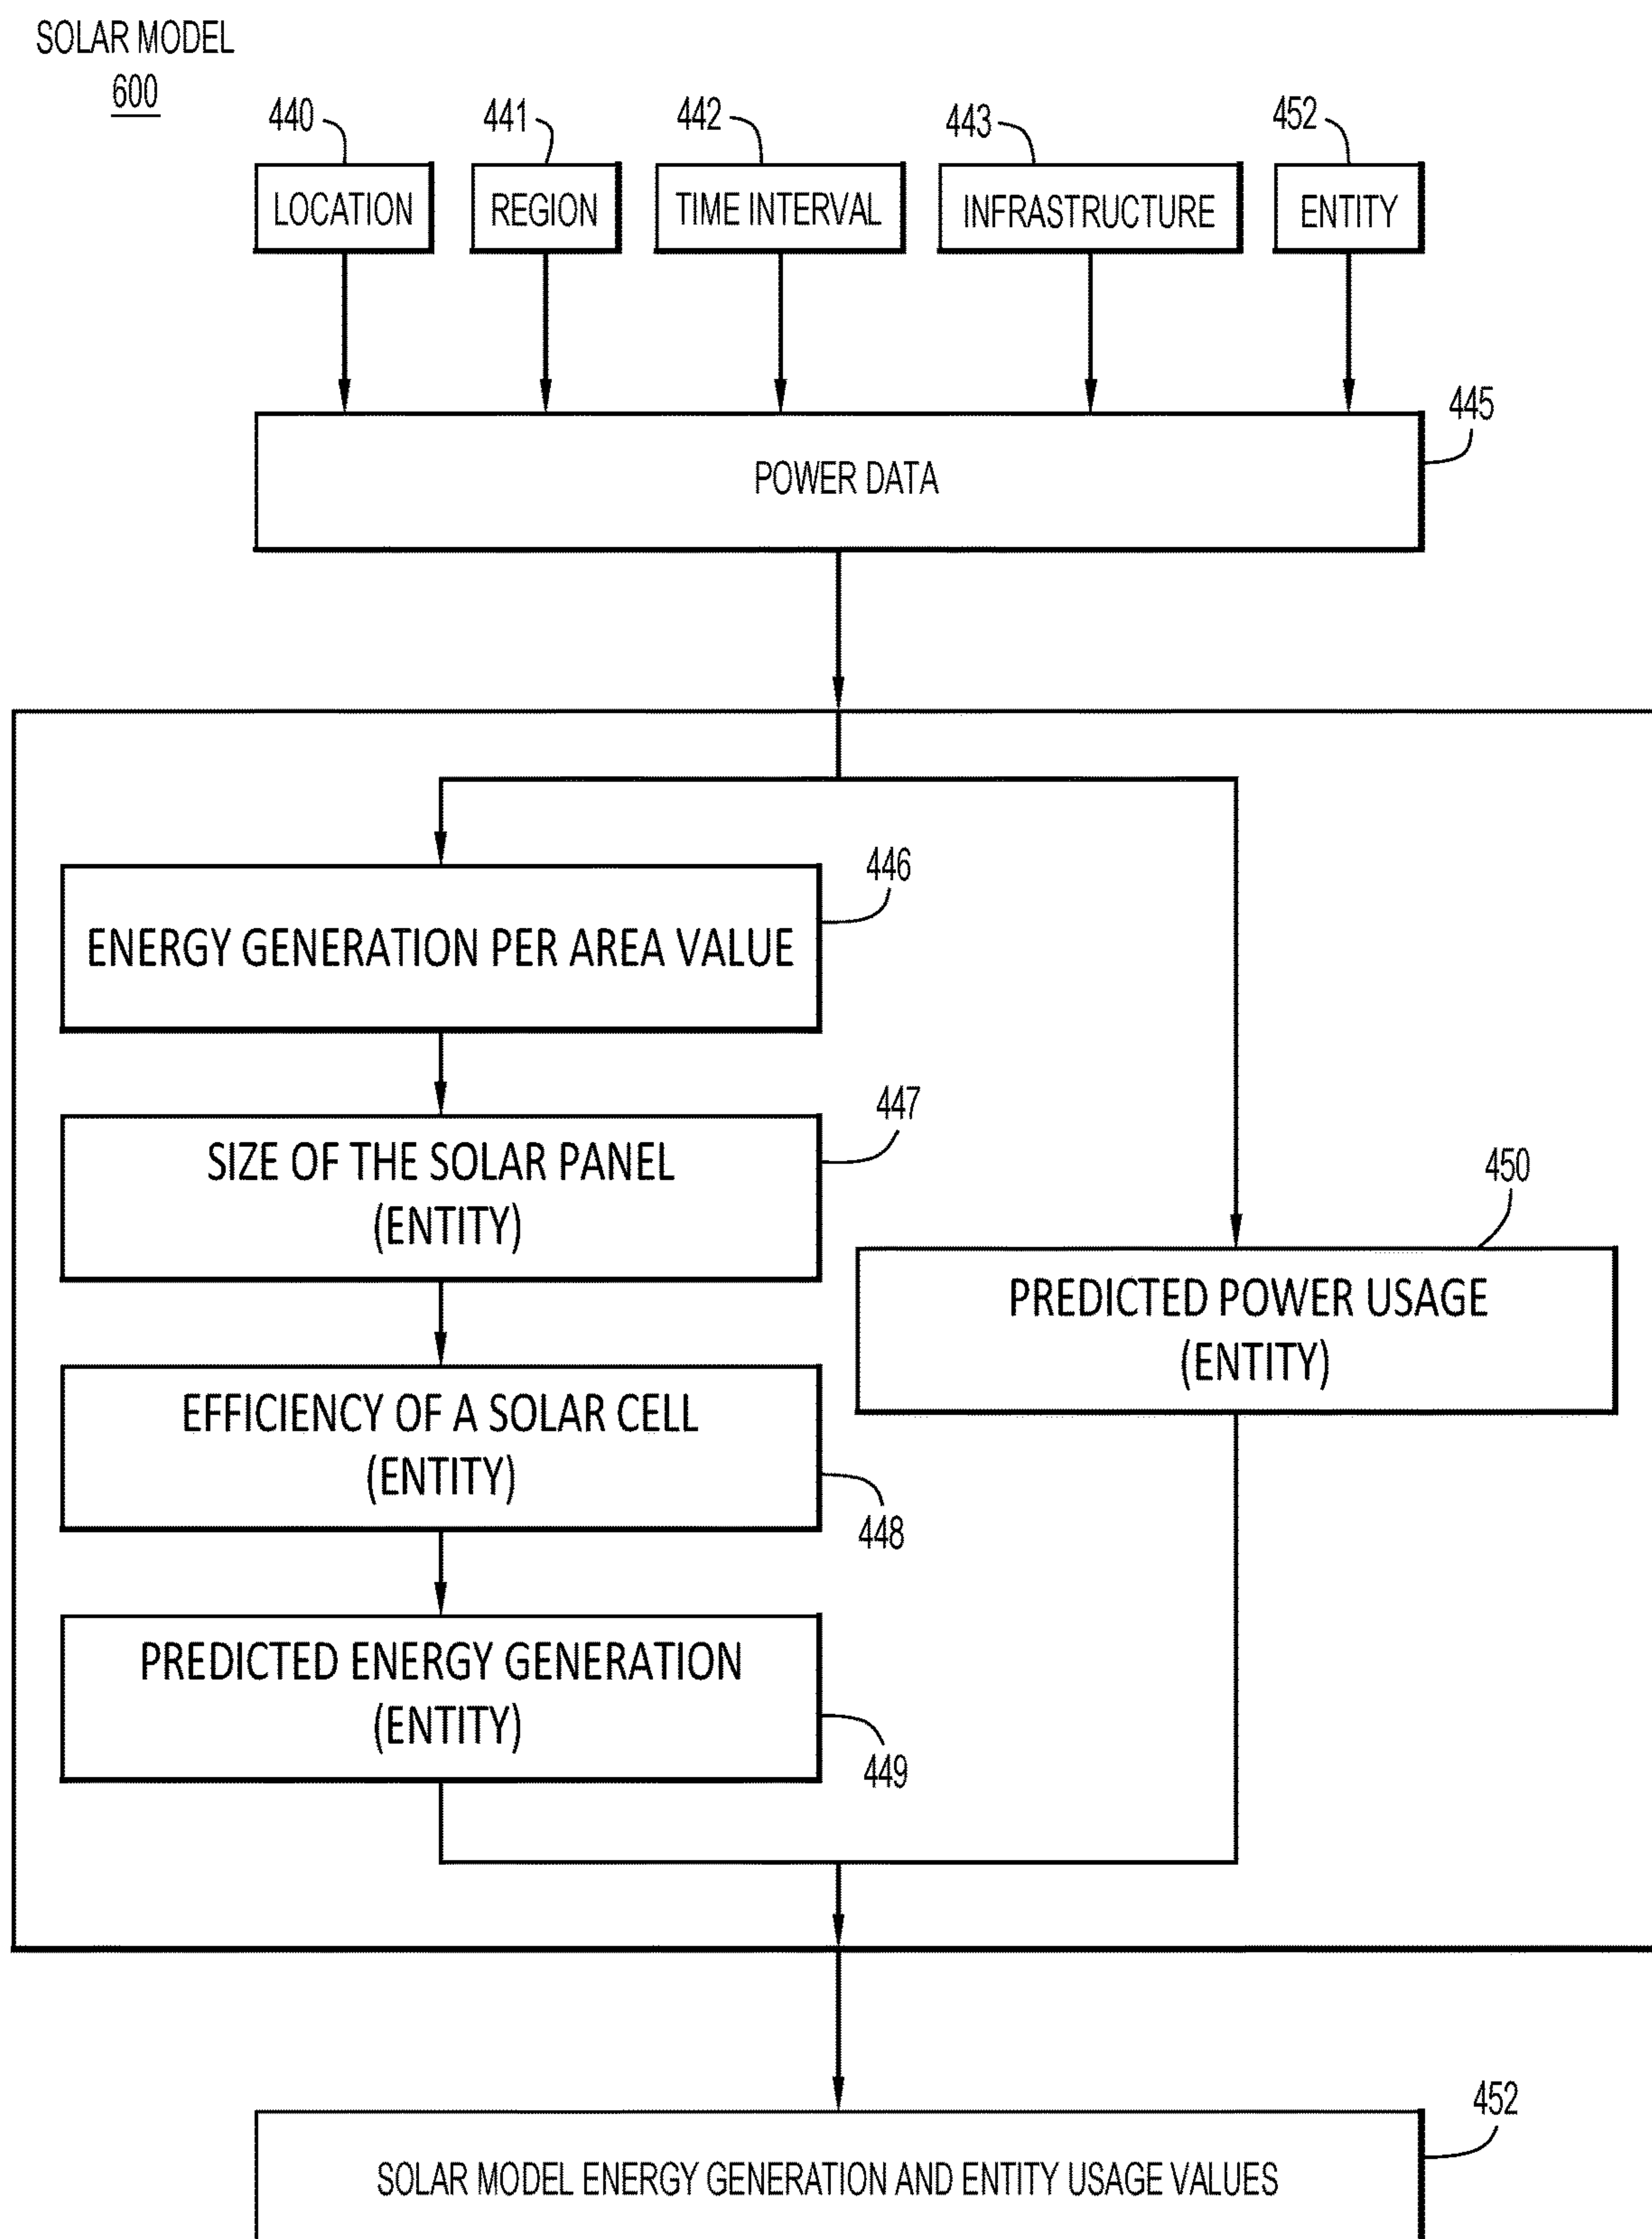 SOLAR MODEL
600
440
441
442
443
452
LOCATION
REGION
TIME INTERVAL
INFRASTRUCTURE
ENTITY
445
POWER DATA
446
ENERGY GENERATION PER AREA VALUE
447
SIZE OF THE SOLAR PANEL
(ENTITY)
450
PREDICTED POWER USAGE
(ENTITY)
EFFICIENCY OF A SOLAR CELL
(ENTITY)
448
PREDICTED ENERGY GENERATION
(ENTITY)
449
452
SOLAR MODEL ENERGY GENERATION AND ENTITY USAGE VALUES